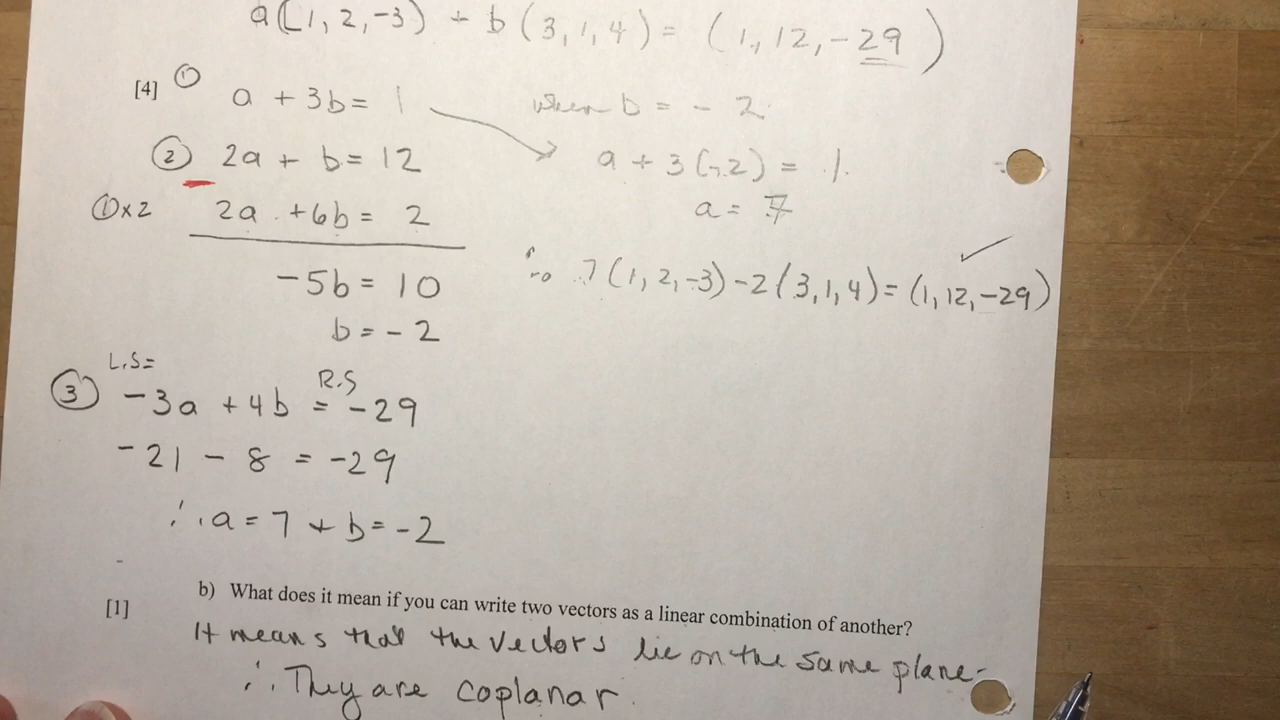 a(1, 2, -3) + b(3, 1, 4) = (1, 12, -29)
[4] ① a + 3b = 1
② 2a + b = 12
①x2 2a + 6b = 2
-5b = 10
b = -2
when b = -2
a + 3(-2) = 1
a = 7
∴ 7(1, 2, -3) -2(3, 1, 4) = (1, 12, -29) ✓
L.S = R.S
③ -3a + 4b = -29
-21 - 8 = -29
∴ a = 7 + b = -2
b) What does it mean if you can write two vectors as a linear combination of another?
[1]
It means that the vectors lie on the same plane -
∴ They are coplanar.